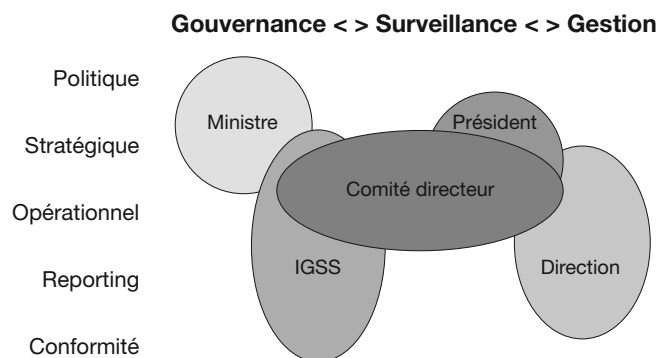 Gouvernance < > Surveillance < > Gestion
Politique
Ministre
Président
Stratégique
Comité directeur
Opérationnel
IGSS
Direction
Reporting
Conformité